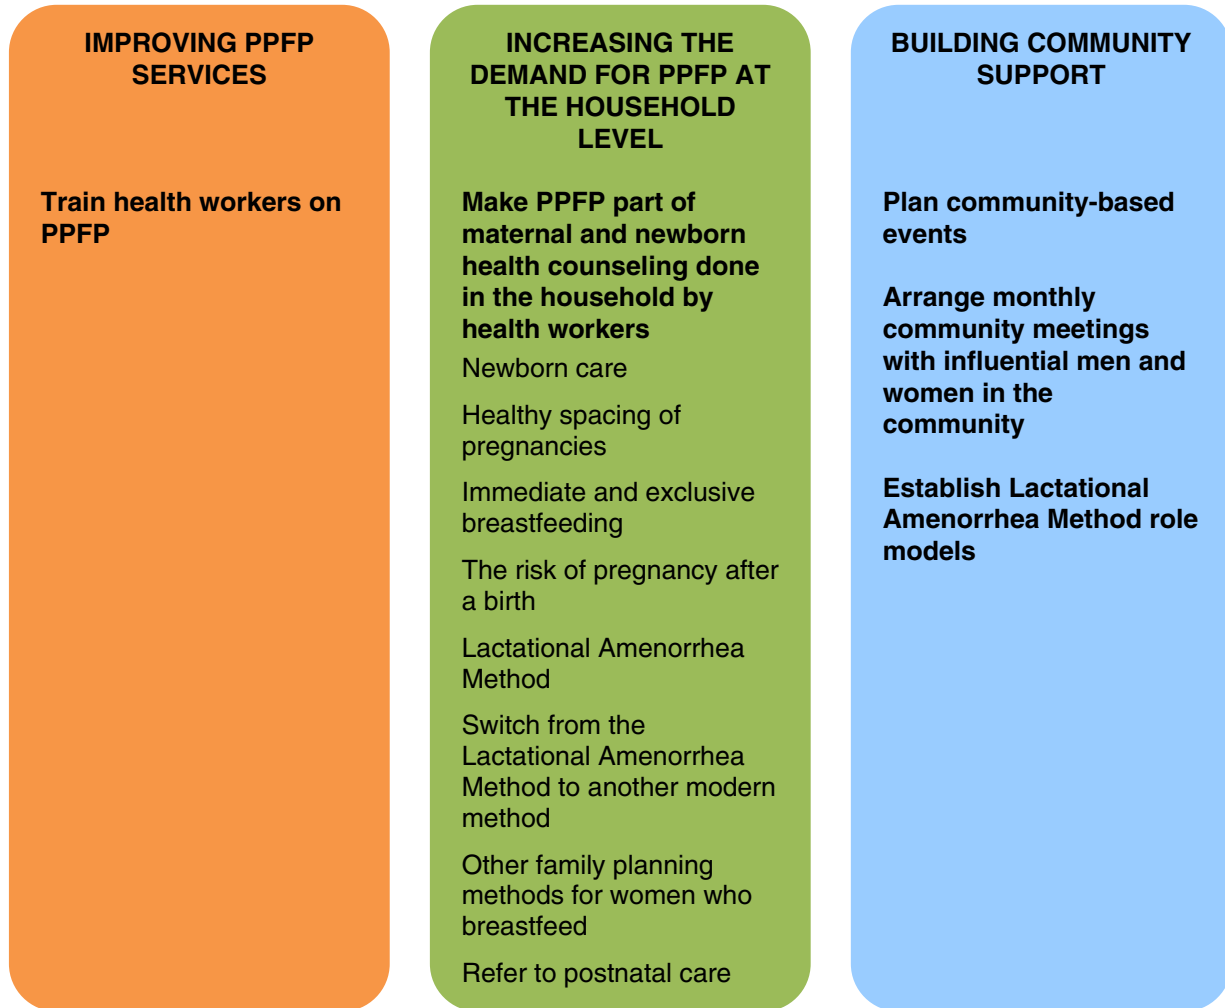 IMPROVING PPFP
SERVICES
Train health workers on
PPFP
INCREASING THE
DEMAND FOR PPFP AT
THE HOUSEHOLD
LEVEL
Make PPFP part of
maternal and newborn
health counseling done
in the household by
health workers
Newborn care
Healthy spacing of
pregnancies
Immediate and exclusive
breastfeeding
The risk of pregnancy after
a birth
Lactational Amenorrhea
Method
Switch from the
Lactational Amenorrhea
Method to another modern
method
Other family planning
methods for women who
breastfeed
Refer to postnatal care
BUILDING COMMUNITY
SUPPORT
Plan community-based
events
Arrange monthly
community meetings
with influential men and
women in the
community
Establish Lactational
Amenorrhea Method role
models